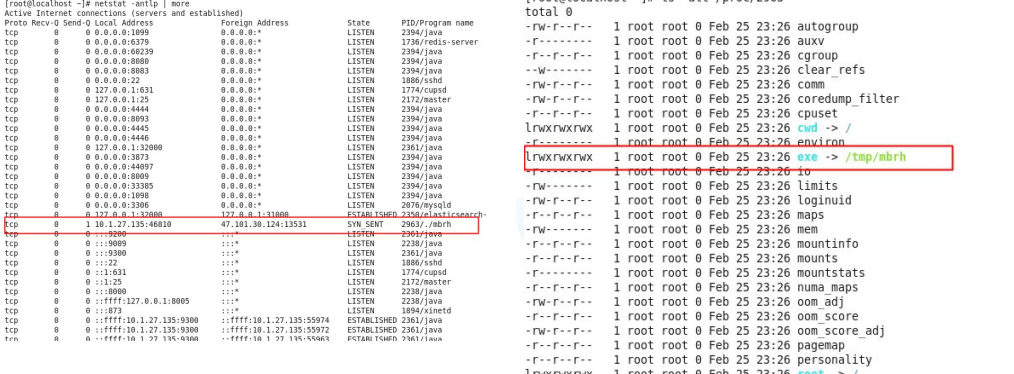 [root@localhost ~]# netstat -antlp | more
Active Internet connections (servers and established)
Proto Recv-Q Send-Q Local Address Foreign Address State PID/Program name
tcp 0 0 0.0.0.0:1099 0.0.0.0:* LISTEN 2394/java
tcp 0 0 0.0.0.0:6379 0.0.0.0:* LISTEN 1736/redis-server
tcp 0 0 0.0.0.0:60239 0.0.0.0:* LISTEN 2394/java
tcp 0 0 0.0.0.0:8080 0.0.0.0:* LISTEN 2394/java
tcp 0 0 0.0.0.0:8083 0.0.0.0:* LISTEN 2394/java
tcp 0 0 0.0.0.0:22 0.0.0.0:* LISTEN 1886/sshd
tcp 0 0 127.0.0.1:631 0.0.0.0:* LISTEN 1774/cupsd
tcp 0 0 127.0.0.1:25 0.0.0.0:* LISTEN 2172/master
tcp 0 0 0.0.0.0:4444 0.0.0.0:* LISTEN 2394/java
tcp 0 0 0.0.0.0:8093 0.0.0.0:* LISTEN 2394/java
tcp 0 0 0.0.0.0:4445 0.0.0.0:* LISTEN 2394/java
tcp 0 0 0.0.0.0:4446 0.0.0.0:* LISTEN 2394/java
tcp 0 0 127.0.0.1:32000 0.0.0.0:* LISTEN 2361/java
tcp 0 0 0.0.0.0:3873 0.0.0.0:* LISTEN 2394/java
tcp 0 0 0.0.0.0:44097 0.0.0.0:* LISTEN 2394/java
tcp 0 0 0.0.0.0:8009 0.0.0.0:* LISTEN 2394/java
tcp 0 0 0.0.0.0:33385 0.0.0.0:* LISTEN 2394/java
tcp 0 0 0.0.0.0:1098 0.0.0.0:* LISTEN 2394/java
tcp 0 0 0.0.0.0:3306 0.0.0.0:* LISTEN 2076/mysqld
tcp 0 0 127.0.0.1:32000 127.0.0.1:31000 ESTABLISHED 2350/elasticsearch-
tcp 0 1 10.1.27.135:46810 47.101.30.124:13531 SYN_SENT 2963/./mbrh
tcp 0 0 :::9200 :::* LISTEN 2361/java
tcp 0 0 :::9009 :::* LISTEN 2238/java
tcp 0 0 :::9300 :::* LISTEN 2361/java
tcp 0 0 :::22 :::* LISTEN 1886/sshd
tcp 0 0 ::1:631 :::* LISTEN 1774/cupsd
tcp 0 0 ::1:25 :::* LISTEN 2172/master
tcp 0 0 :::8000 :::* LISTEN 2238/java
tcp 0 0 ::ffff:127.0.0.1:8005 :::* LISTEN 2238/java
tcp 0 0 :::873 :::* LISTEN 1894/xinetd
tcp 0 0 ::ffff:10.1.27.135:9300 ::ffff:10.1.27.135:55974 ESTABLISHED 2361/java
tcp 0 0 ::ffff:10.1.27.135:9300 ::ffff:10.1.27.135:55972 ESTABLISHED 2361/java
tcp 0 0 ::ffff:10.1.27.135:9300 ::ffff:10.1.27.135:55963 ESTABLISHED 2361/java
total 0
-rw-r--r-- 1 root root 0 Feb 25 23:26 autogroup
-r-------- 1 root root 0 Feb 25 23:26 auxv
-r--r--r-- 1 root root 0 Feb 25 23:26 cgroup
--w------- 1 root root 0 Feb 25 23:26 clear_refs
-rw-r--r-- 1 root root 0 Feb 25 23:26 comm
-rw-r--r-- 1 root root 0 Feb 25 23:26 coredump_filter
-r--r--r-- 1 root root 0 Feb 25 23:26 cpuset
lrwxrwxrwx 1 root root 0 Feb 25 23:26 cwd -> /
-r-------- 1 root root 0 Feb 25 23:26 environ
lrwxrwxrwx 1 root root 0 Feb 25 23:26 exe -> /tmp/mbrh
-r-------- 1 root root 0 Feb 25 23:26 io
-rw------- 1 root root 0 Feb 25 23:26 limits
-rw-r--r-- 1 root root 0 Feb 25 23:26 loginuid
-r--r--r-- 1 root root 0 Feb 25 23:26 maps
-rw------- 1 root root 0 Feb 25 23:26 mem
-r--r--r-- 1 root root 0 Feb 25 23:26 mountinfo
-r--r--r-- 1 root root 0 Feb 25 23:26 mounts
-r-------- 1 root root 0 Feb 25 23:26 mountstats
-r--r--r-- 1 root root 0 Feb 25 23:26 numa_maps
-rw-r--r-- 1 root root 0 Feb 25 23:26 oom_adj
-r--r--r-- 1 root root 0 Feb 25 23:26 oom_score
-rw-r--r-- 1 root root 0 Feb 25 23:26 oom_score_adj
-r--r--r-- 1 root root 0 Feb 25 23:26 pagemap
-r--r--r-- 1 root root 0 Feb 25 23:26 personality
lrwxrwxrwx 1 root root 0 Feb 25 23:26 root -> /